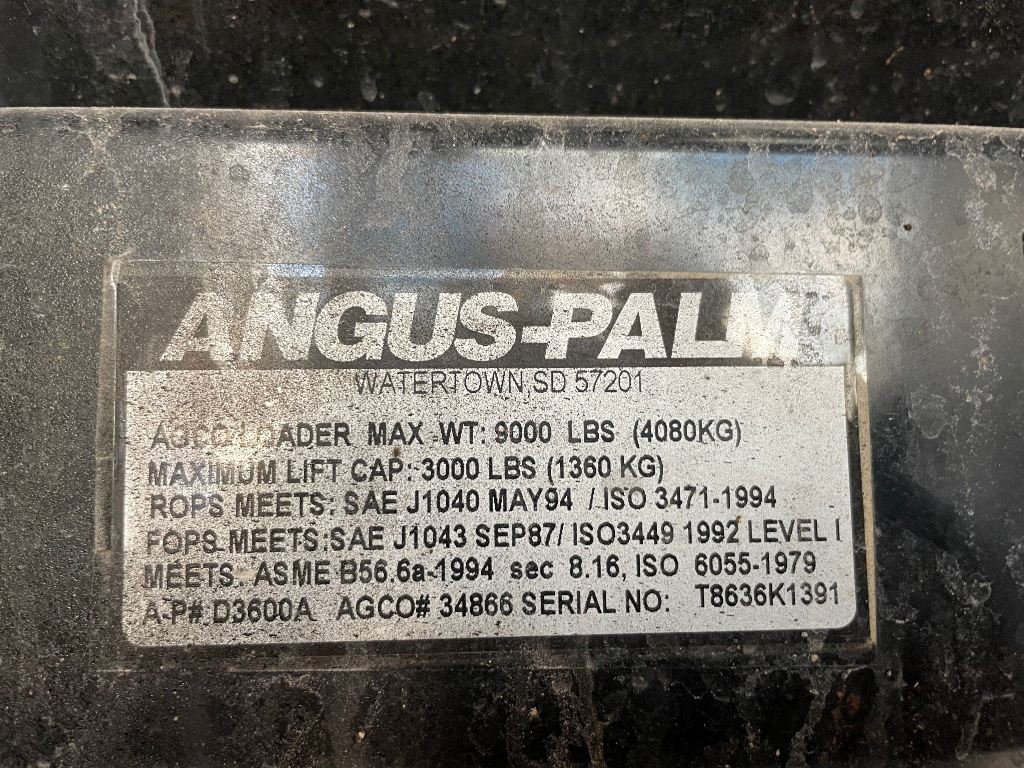 ANGUS-PALM
WATERTOWN, SD 57201
AGCO LOADER MAX WT: 9000 LBS (4080KG)
MAXIMUM LIFT CAP: 3000 LBS (1360 KG)
ROPS MEETS: SAE J1040 MAY94 / ISO 3471-1994
FOPS MEETS:SAE J1043 SEP87/ ISO3449 1992 LEVEL I
MEETS ASME B56.6a-1994 sec 8.16, ISO 6055-1979
A-P# D3600A AGCO# 34866 SERIAL NO: T8636K1391